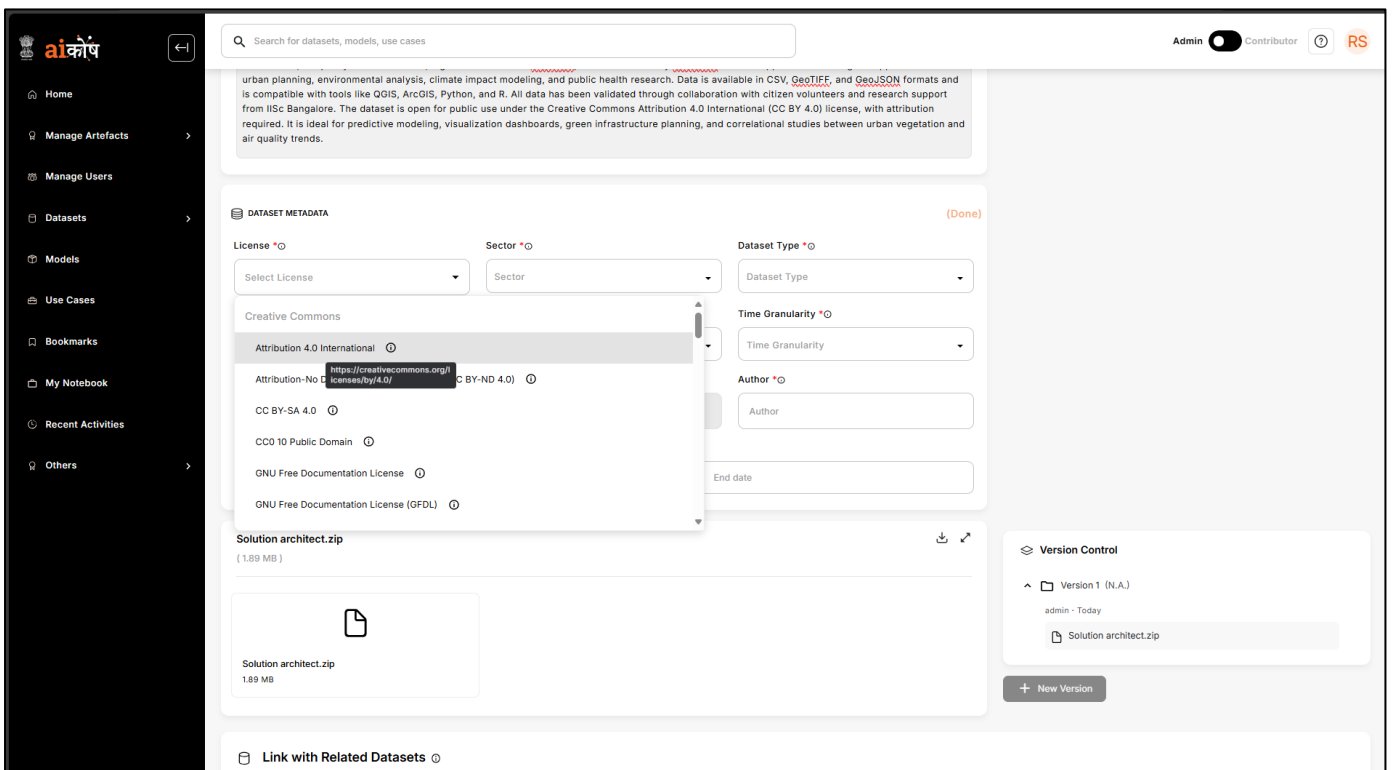 aiकोष
Search for datasets, models, use cases
Admin
Contributor
RS
Home
Manage Artefacts
Manage Users
Datasets
Models
Use Cases
Bookmarks
My Notebook
Recent Activities
Others
urban planning, environmental analysis, climate impact modeling, and public health research. Data is available in CSV, GeoTIFF, and GeoJSON formats and
is compatible with tools like QGIS, ArcGIS, Python, and R. All data has been validated through collaboration with citizen volunteers and research support
from IISc Bangalore. The dataset is open for public use under the Creative Commons Attribution 4.0 International (CC BY 4.0) license, with attribution
required. It is ideal for predictive modeling, visualization dashboards, green infrastructure planning, and correlational studies between urban vegetation and
air quality trends.
DATASET METADATA
(Done)
License *
Sector *
Dataset Type *
Select License
Sector
Dataset Type
Creative Commons
Time Granularity *
Attribution 4.0 International
Time Granularity
https://creativecommons.org/l
icenses/by/4.0/
Attribution-No D
C BY-ND 4.0)
Author *
CC BY-SA 4.0
Author
CC0 10 Public Domain
GNU Free Documentation License
End date
GNU Free Documentation License (GFDL)
Solution architect.zip
( 1.89 MB )
Solution architect.zip
1.89 MB
Version Control
Version 1 (N.A.)
admin - Today
Solution architect.zip
+ New Version
Link with Related Datasets